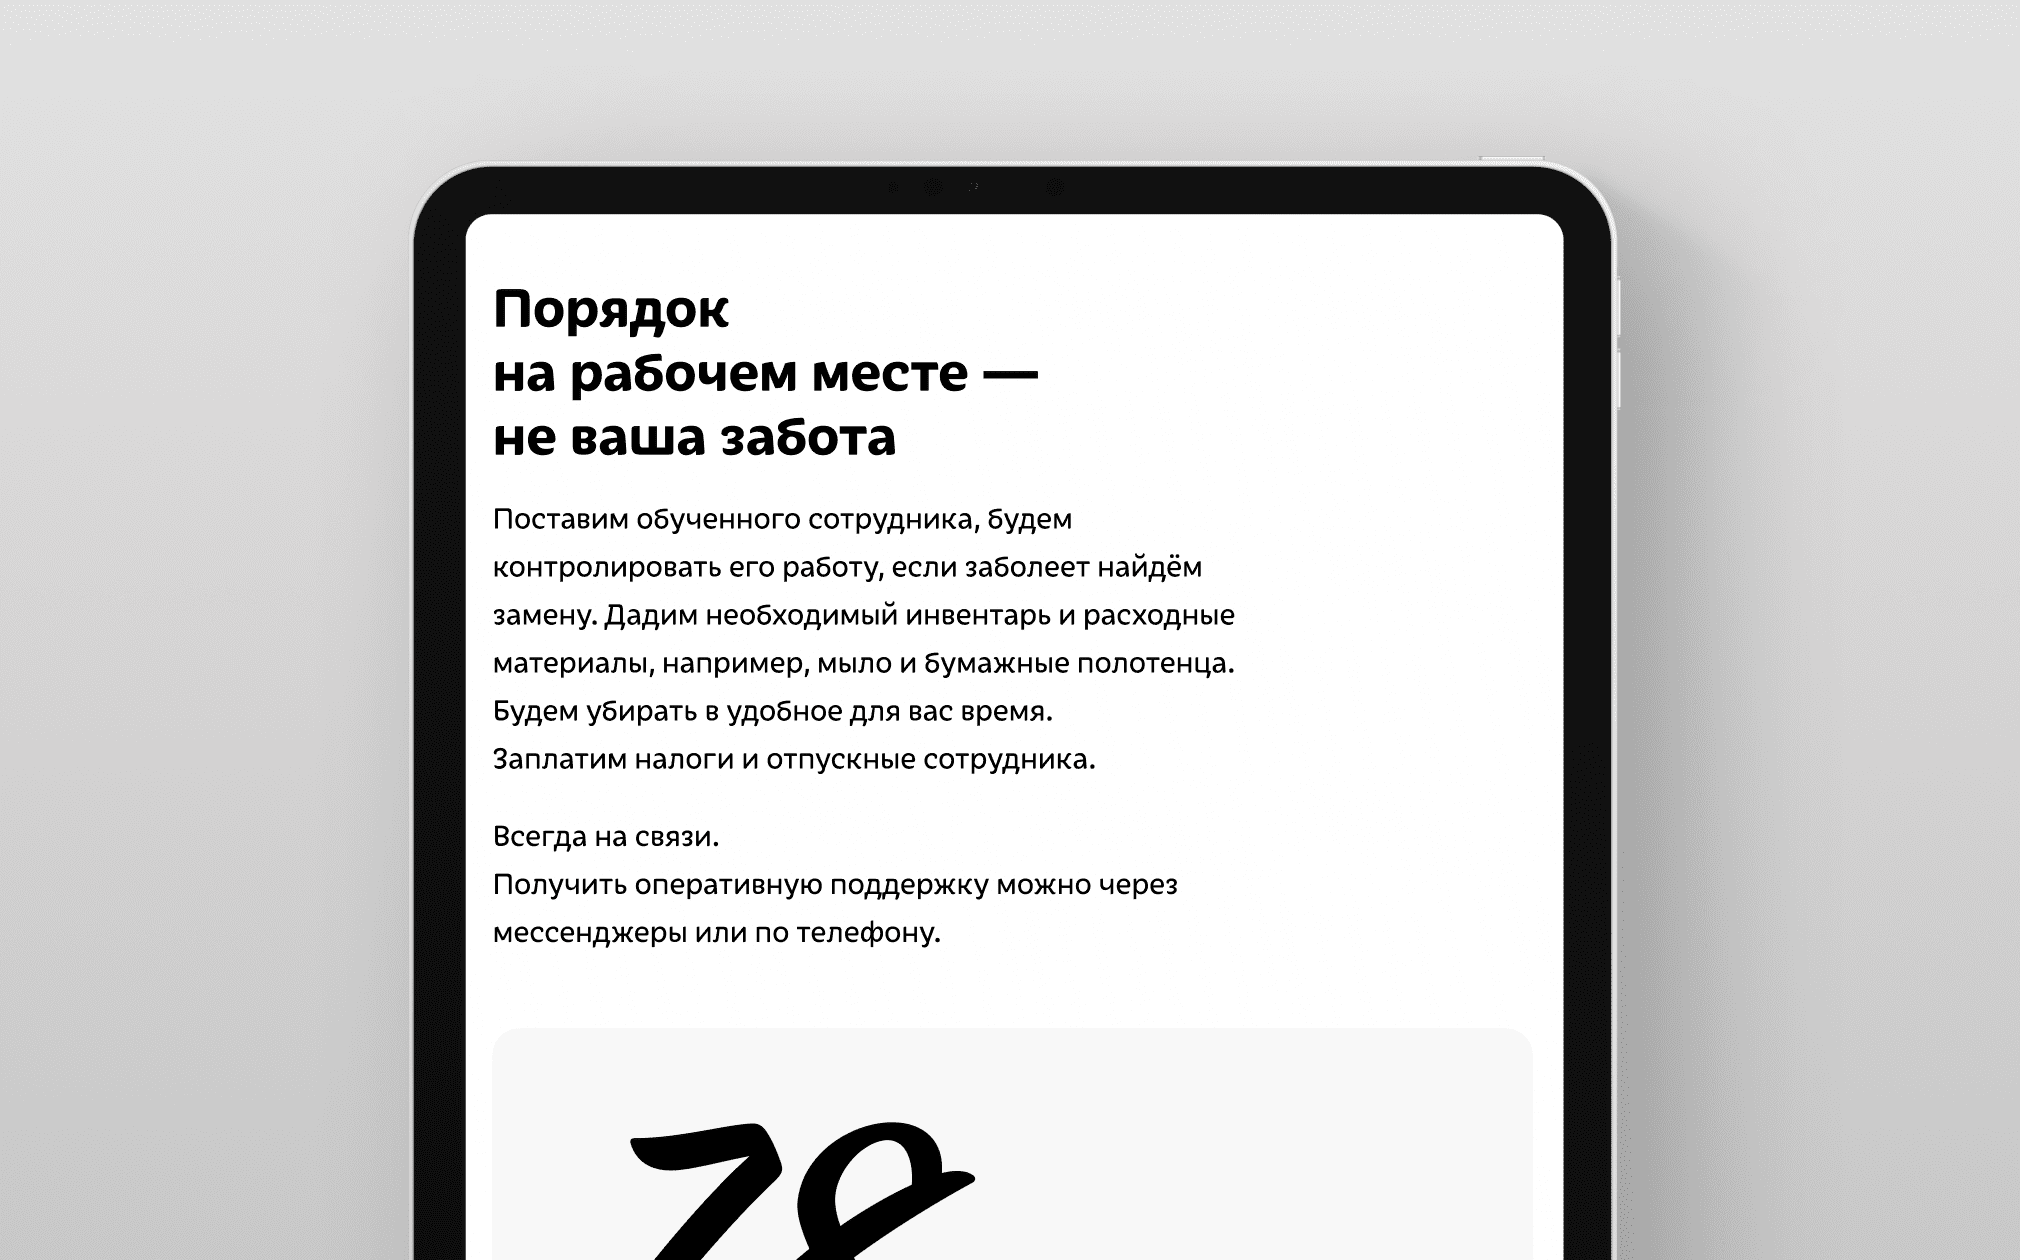 Порядок
на рабочем месте —
не ваша забота
Поставим обученного сотрудника, будем
контролировать его работу, если заболеет найдём
замену. Дадим необходимый инвентарь и расходные
материалы, например, мыло и бумажные полотенца.
Будем убирать в удобное для вас время.
Заплатим налоги и отпускные сотрудника.
Всегда на связи.
Получить оперативную поддержку можно через
мессенджеры или по телефону.